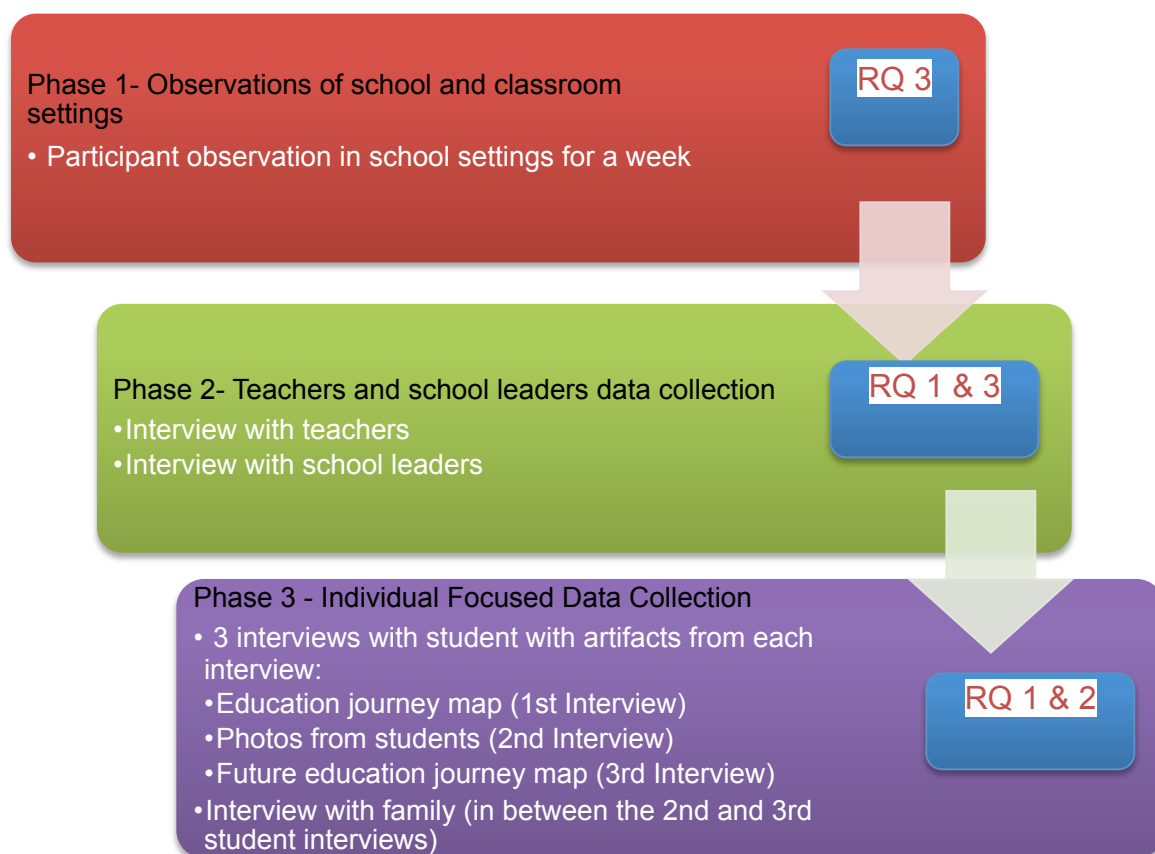 Phase 1- Observations of school and classroom
settings
• Participant observation in school settings for a week
RQ 3
Phase 2- Teachers and school leaders data collection
•Interview with teachers
•Interview with school leaders
RQ 1 & 3
Phase 3 - Individual Focused Data Collection
• 3 interviews with student with artifacts from each
interview:
•Education journey map (1st Interview)
•Photos from students (2nd Interview)
•Future education journey map (3rd Interview)
•Interview with family (in between the 2nd and 3rd
student interviews)
RQ 1 & 2